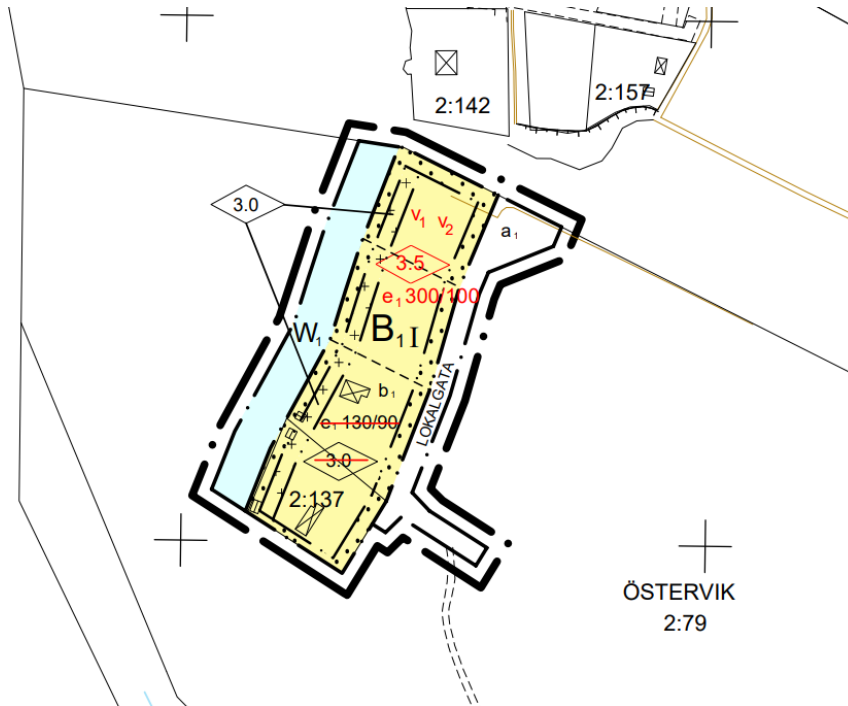 2:142
2:157
3.0
v1 v2
a1
3.5
e1 300/100
W1
B1 I
LOKALGATA
b1
e1 130/90
3.0
2:137
ÖSTERVIK
2:79